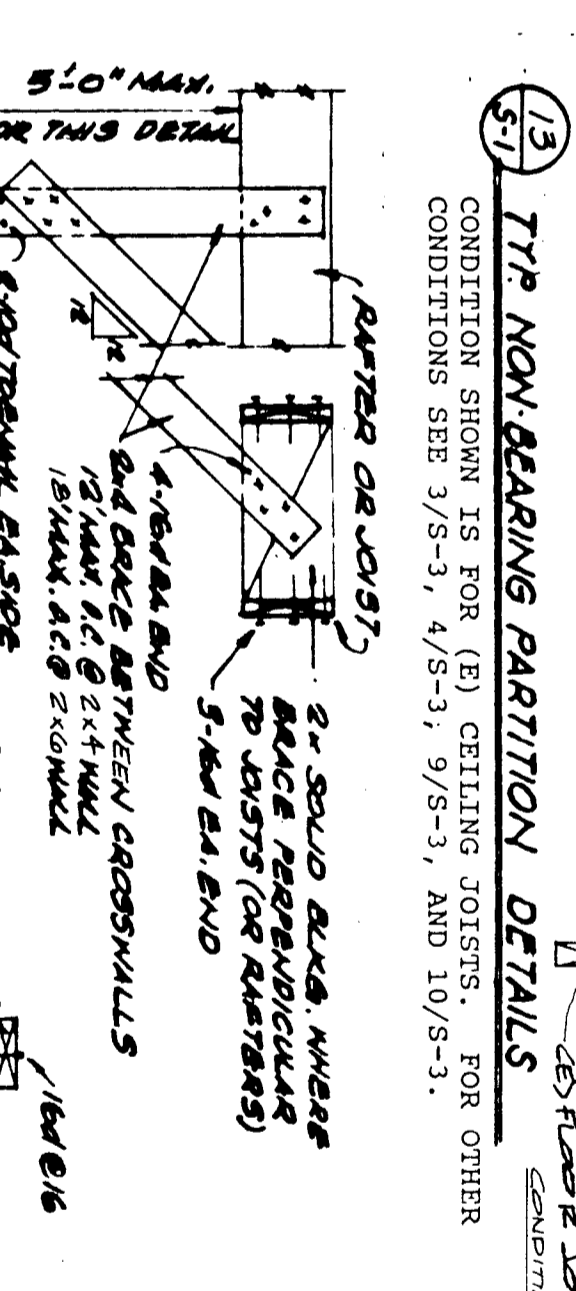 13
S-1
TYP. NON-BEARING PARTITION DETAILS
CONDITION SHOWN IS FOR (E) CEILING JOISTS. FOR OTHER
CONDITIONS SEE 3/S-3, 4/S-3; 9/S-3, AND 10/S-3.
5'-0" MAX.
FOR THIS DETAIL
RAFTER OR JOIST
12
12
2x SOLID BLKG. WHERE
BRACE PERPENDICULAR
TO JOISTS (OR RAFTERS)
3-16d EA. END
4-16d EA END
2x4 BRACE BETWEEN CROSSWALLS
12' MAX. O.C. @ 2x4 WALL
18' MAX. O.C. @ 2x6 WALL
EA SIDE
16d @ 16
(E) FLOOR